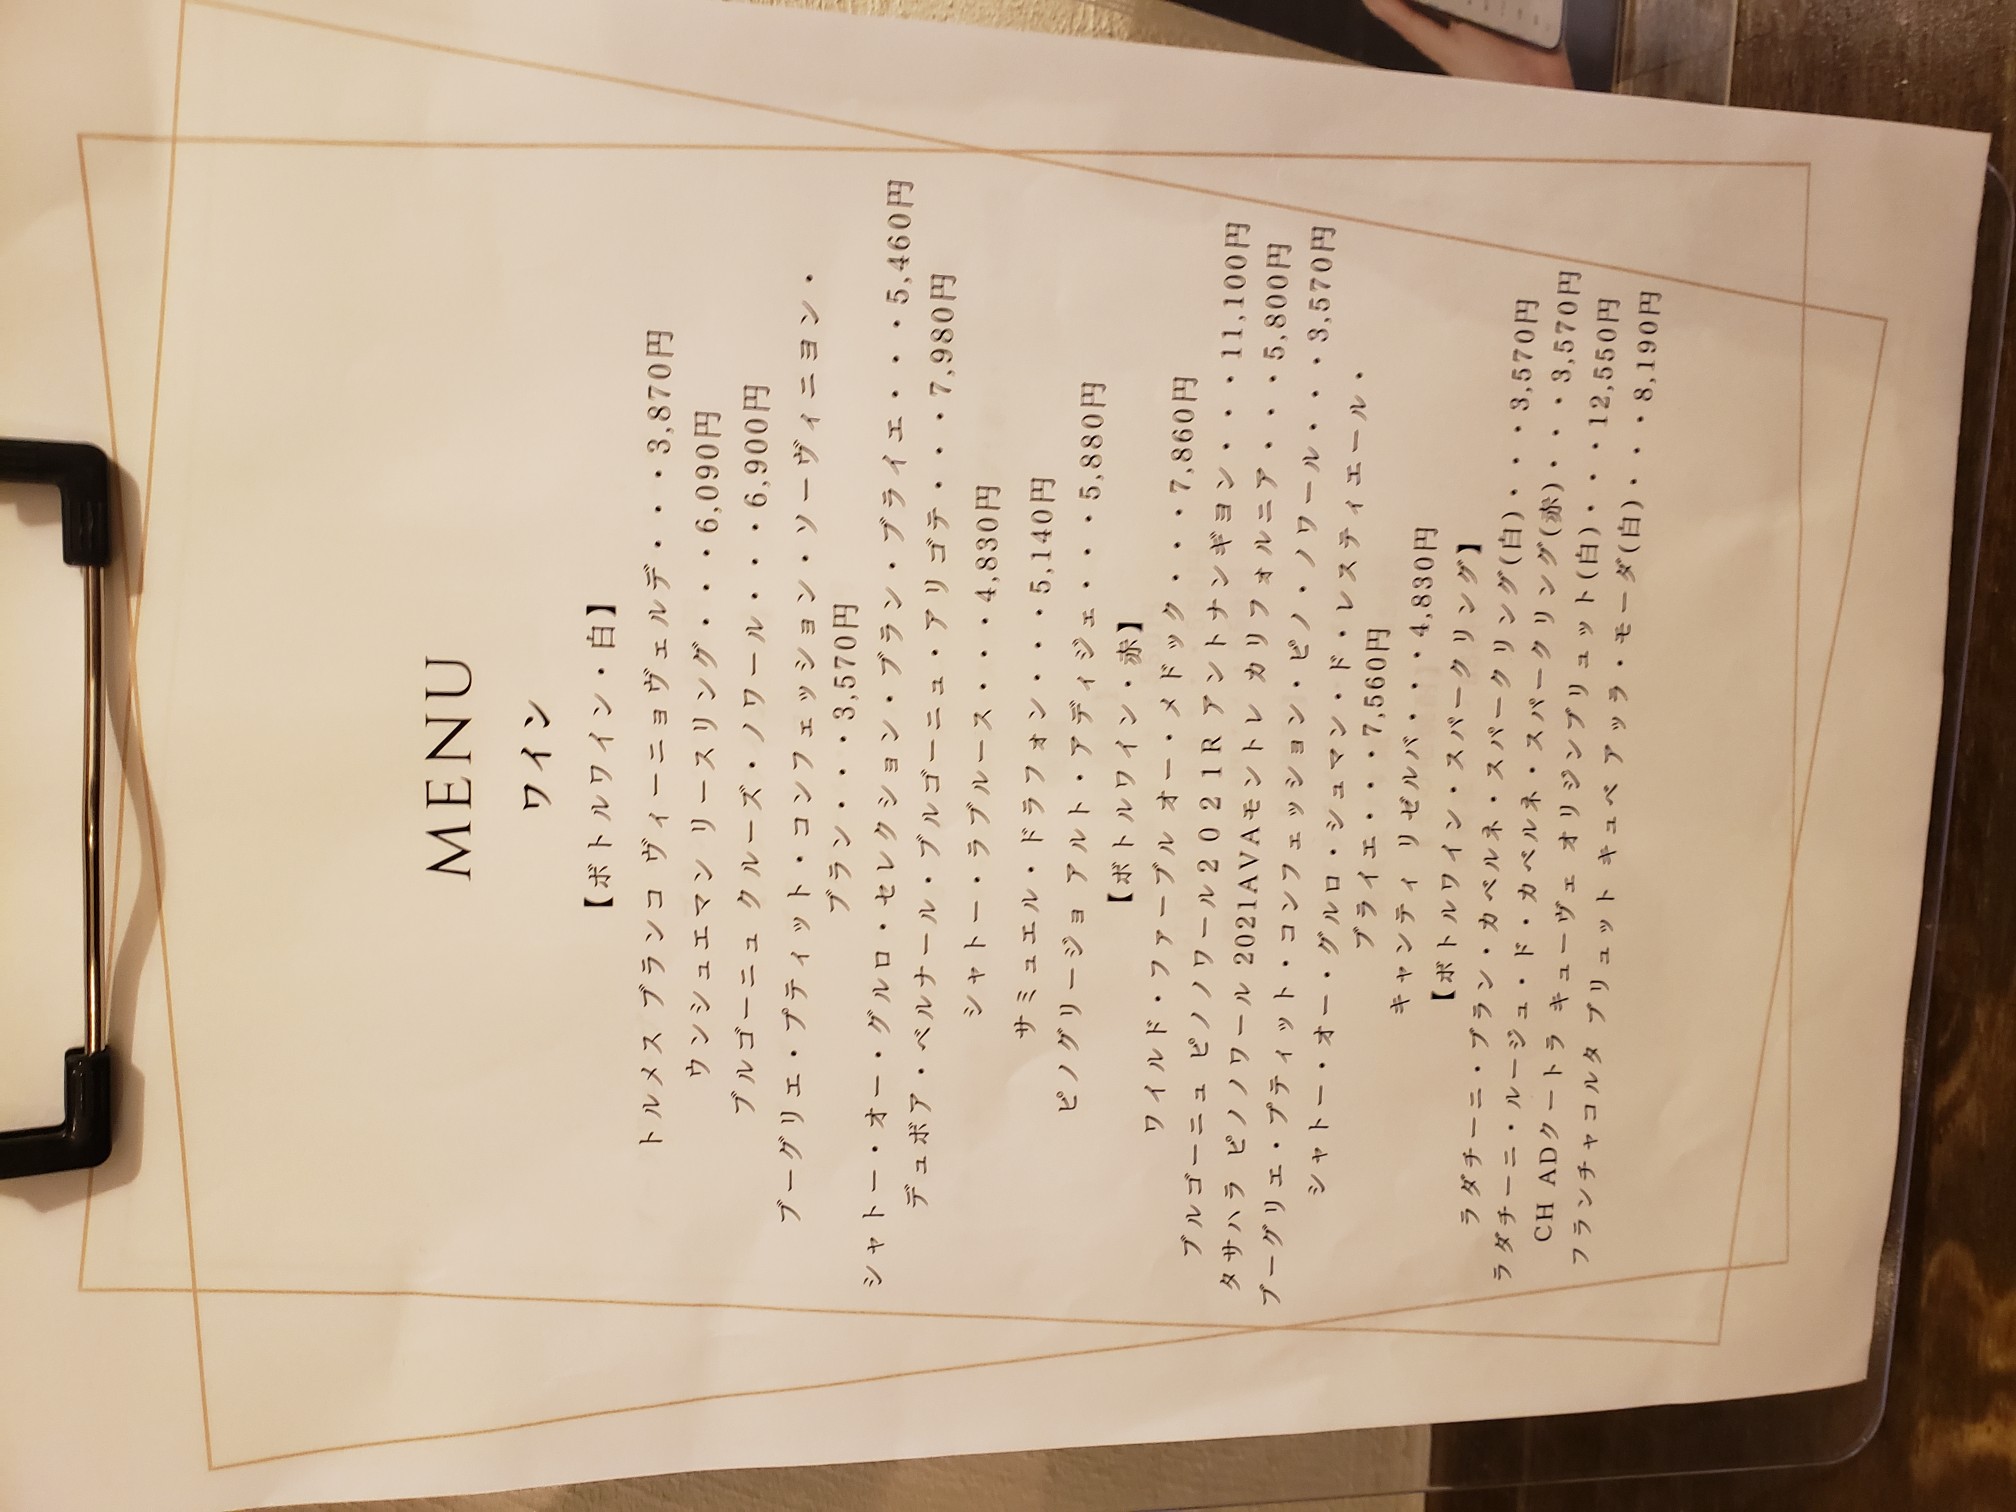 MENU
ワイン
【ボトルワイン・白】
トルメス ブランコ ヴィーニョヴェルデ・・・3,870円
ウンシュエマン リースリング・・・6,090円
ブルゴーニュ クルーズ・ノワール・・・6,900円
ブーグリエ・プティット・コンフェッション・ソーヴィニヨン・
ブラン・・・3,570円
シャトー・オー・グルロ・セレクション・ブラン・ブライエ・・・5,460円
デュボア・ベルナール・ブルゴーニュ・アリゴテ・・・7,980円
シャトー・ラブルース・・・4,830円
サミュエル・ドラフォン・・・5,140円
ピノグリージョ アルト・アディジェ・・・5,880円
【ボトルワイン・赤】
ワイルド・ファーブル オー・メドック・・・7,860円
ブルゴーニュ ピノノワール2021R アントナンギヨン・・・11,100円
タサハラ ピノノワール 2021AVAモントレ カリフォルニア・・・5,800円
ブーグリエ・プティット・コンフェッション・ピノ・ノワール・・・3,570円
シャトー・オー・グルロ・シュマン・ド・レスティエール・
ブライエ・・・7,560円
キャンティ リゼルバ・・・4,830円
【ボトルワイン・スパークリング】
ラダチーニ・ブラン・カベルネ・スパークリング(白)・・・3,570円
ラダチーニ・ルージュ・ド・カベルネ・スパークリング(赤)・・・3,570円
CH ADクートラ キューヴェ オリジンブリュット(白)・・・12,550円
フランチャコルタ ブリュット キュベ アッラ・モーダ(白)・・・8,190円